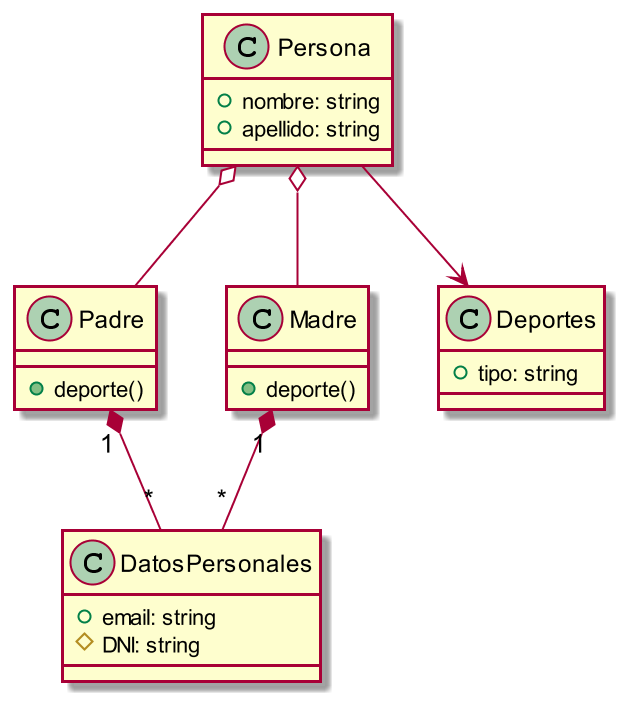 C Persona
nombre: string
apellido: string
C Padre
deporte()
C Madre
deporte()
C Deportes
tipo: string
1
1
*
*
C DatosPersonales
email: string
DNI: string